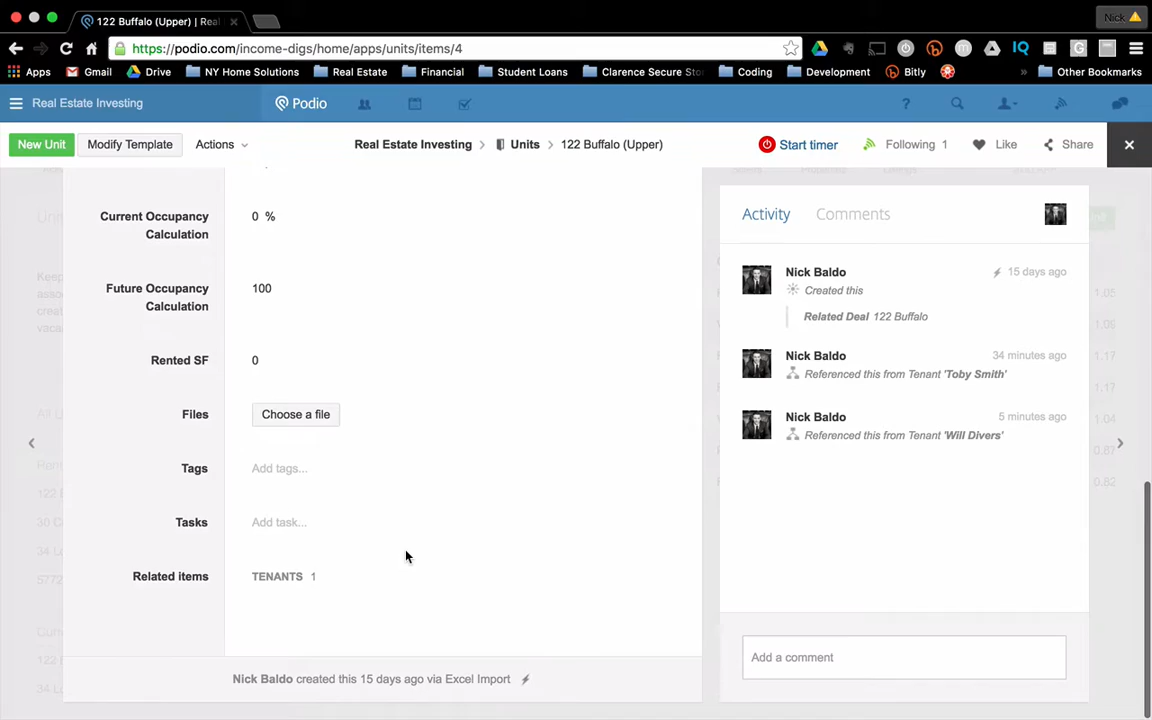 122 Buffalo (Upper) | Rea
Nick
https://podio.com/income-digs/home/apps/units/items/4
Apps Gmail Drive NY Home Solutions Real Estate Financial Student Loans Clarence Secure Sto Coding Development Bitly » Other Bookmarks
Real Estate Investing Podio ?
New Unit Modify Template Actions Real Estate Investing Units 122 Buffalo (Upper) Start timer Following 1 Like Share
Current Occupancy Calculation 0 %
Future Occupancy Calculation 100
Rented SF 0
Files Choose a file
Tags Add tags...
Tasks Add task...
Related items TENANTS 1
Nick Baldo created this 15 days ago via Excel Import
Activity Comments
Nick Baldo 15 days ago
Created this
Related Deal 122 Buffalo
Nick Baldo 34 minutes ago
Referenced this from Tenant 'Toby Smith'
Nick Baldo 5 minutes ago
Referenced this from Tenant 'Will Divers'
Add a comment